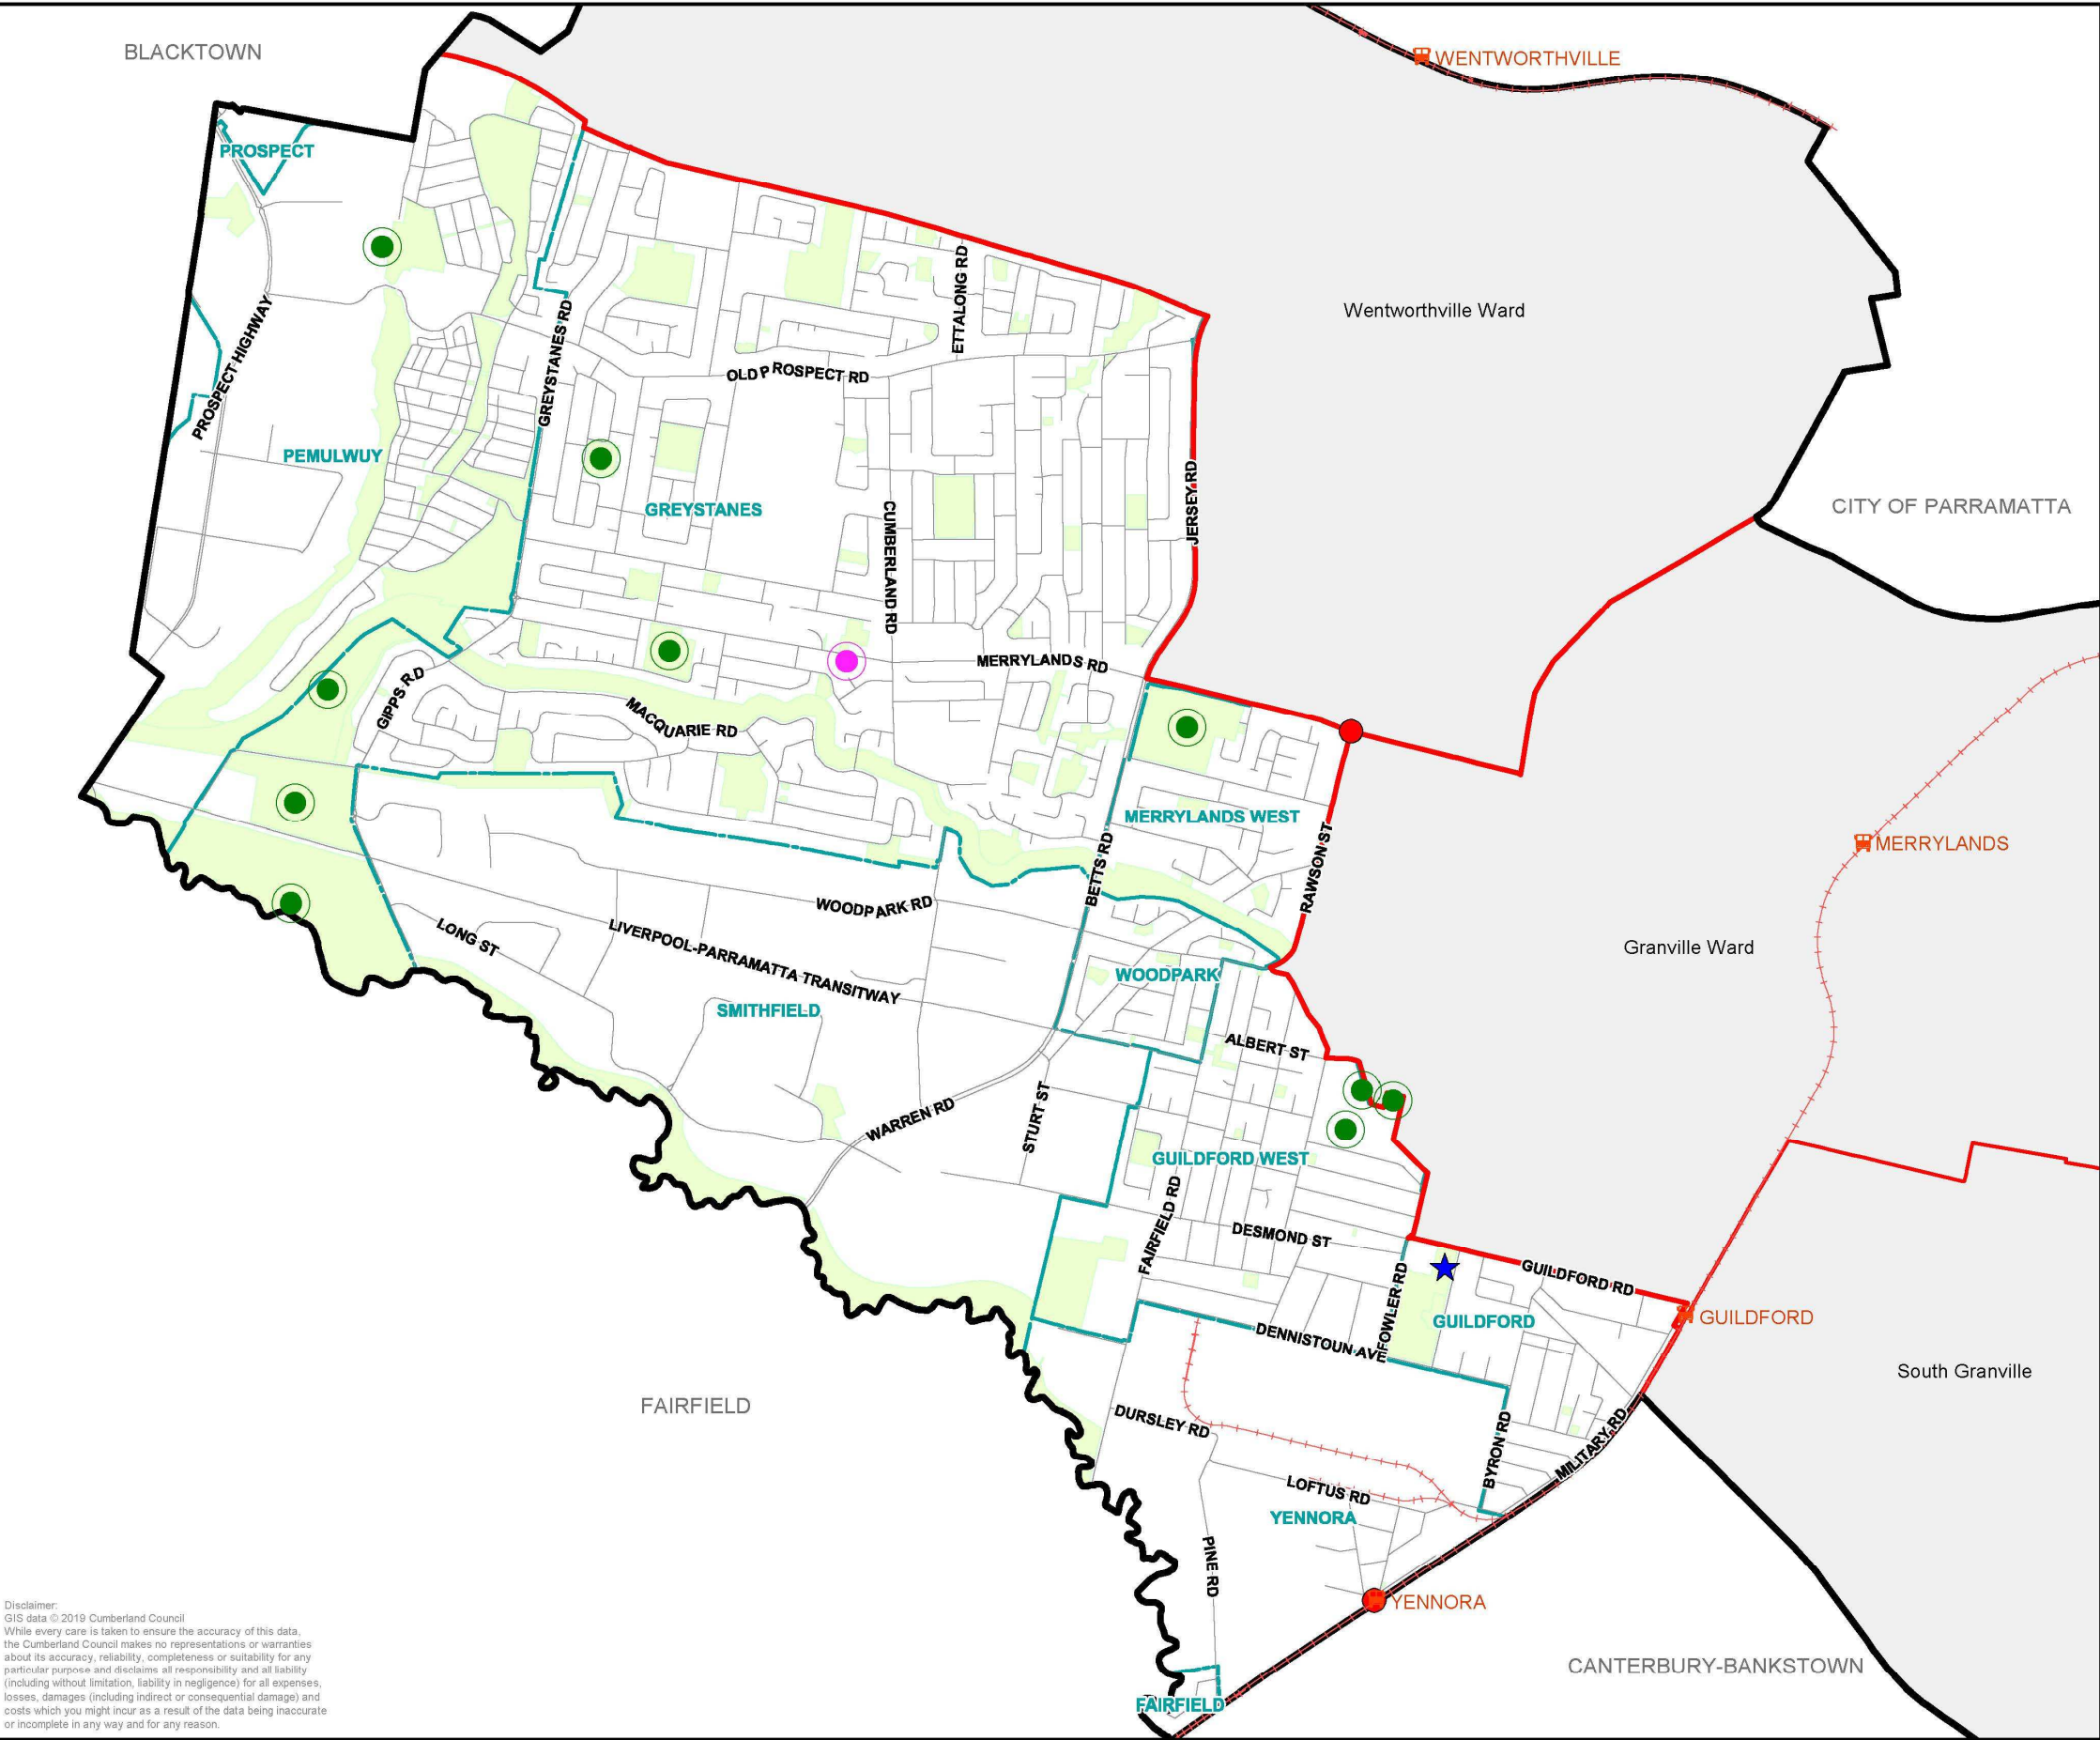 BLACKTOWN
WENTWORTHVILLE
PROSPECT
Wentworthville Ward
ETTALONG RD
GREYSTANES RD
PROSPECT HIGHWAY
OLD PROSPECT RD
PEMULWUY
GREYSTANES
JERSEY RD
CITY OF PARRAMATTA
CUMBERLAND RD
MERRYLANDS RD
GIPPS RD
MACQUARIE RD
MERRYLANDS WEST
MERRYLANDS
BETTS RD
RAWSON ST
WOODPARK RD
LONG ST
LIVERPOOL-PARRAMATTA TRANSITWAY
Granville Ward
WOODPARK
SMITHFIELD
ALBERT ST
WARREN RD
STURT ST
GUILDFORD WEST
FAIRFIELD RD
DESMOND ST
GUILDFORD RD
FOWLER RD
GUILDFORD
GUILDFORD
DENNISTOUN AVE
South Granville
FAIRFIELD
DURSLEY RD
BYRON RD
MILITARY RD
LOFTUS RD
YENNORA
PINE RD
YENNORA
CANTERBURY-BANKSTOWN
FAIRFIELD
Disclaimer:
GIS data © 2019 Cumberland Council
While every care is taken to ensure the accuracy of this data,
the Cumberland Council makes no representations or warranties
about its accuracy, reliability, completeness or suitability for any
particular purpose and disclaims all responsibility and all liability
(including without limitation, liability in negligence) for all expenses,
losses, damages (including indirect or consequential damage) and
costs which you might incur as a result of the data being inaccurate
or incomplete in any way and for any reason.